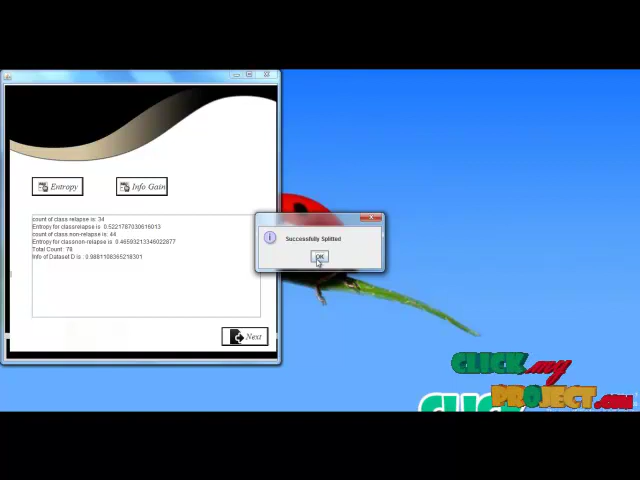 Entropy
Info Gain
count of class relapse is: 34
Entropy for classrelapse is 0.5221787030616013
count of class non-relapse is: 44
Entropy for classnon-relapse is 0.46593213346022877
Total Count: 78
Info of Dataset D is : 0.9881108365218301
Successfully Splitted
OK
Next
CLICK my
PROJECT.com
CLICK